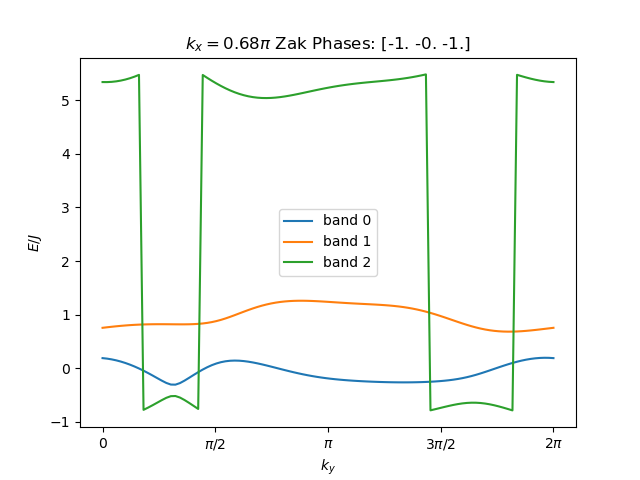 $k_x = 0.68\pi$ Zak Phases: [-1. -0. -1.]
E/J
5
4
3
2
1
0
−1
band 0
band 1
band 2
0
π/2
π
3π/2
2π
$k_y$